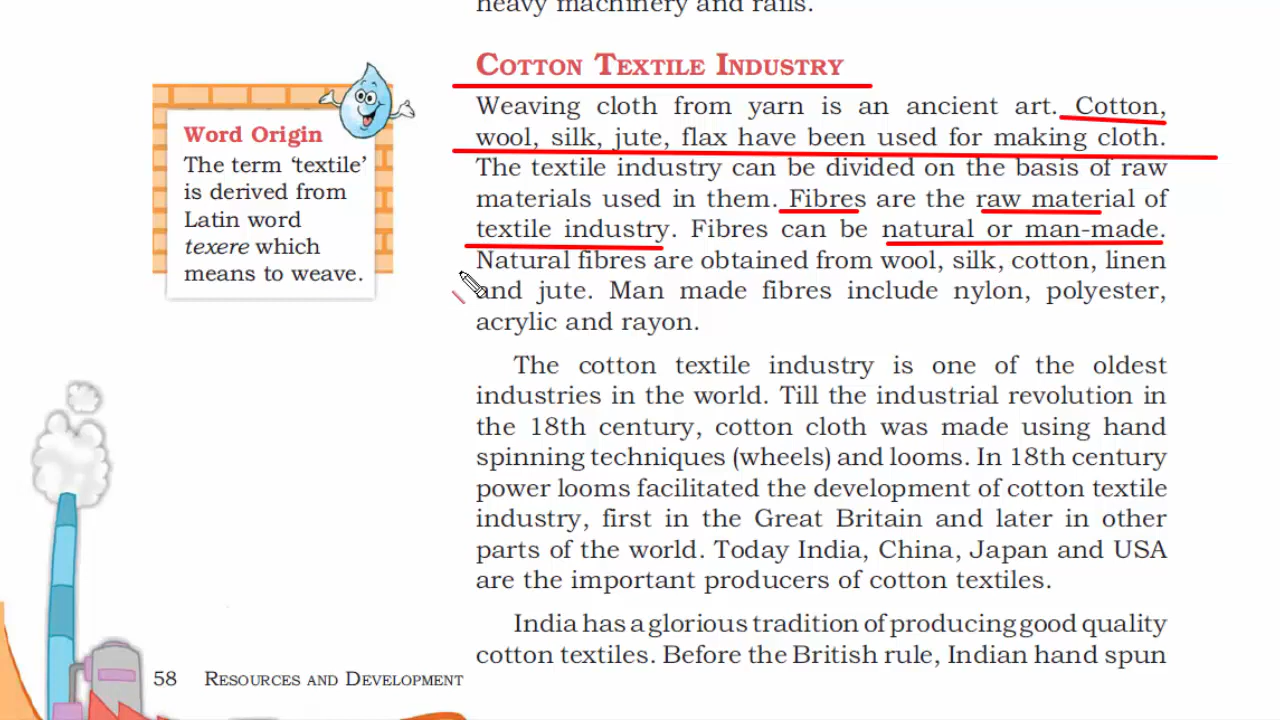 heavy machinery and rails.
COTTON TEXTILE INDUSTRY
Weaving cloth from yarn is an ancient art. Cotton,
wool, silk, jute, flax have been used for making cloth.
The textile industry can be divided on the basis of raw
materials used in them. Fibres are the raw material of
textile industry. Fibres can be natural or man-made.
Natural fibres are obtained from wool, silk, cotton, linen
and jute. Man made fibres include nylon, polyester,
acrylic and rayon.
Word Origin
The term ‘textile’
is derived from
Latin word
texere which
means to weave.
The cotton textile industry is one of the oldest
industries in the world. Till the industrial revolution in
the 18th century, cotton cloth was made using hand
spinning techniques (wheels) and looms. In 18th century
power looms facilitated the development of cotton textile
industry, first in the Great Britain and later in other
parts of the world. Today India, China, Japan and USA
are the important producers of cotton textiles.
India has a glorious tradition of producing good quality
cotton textiles. Before the British rule, Indian hand spun
58 RESOURCES AND DEVELOPMENT